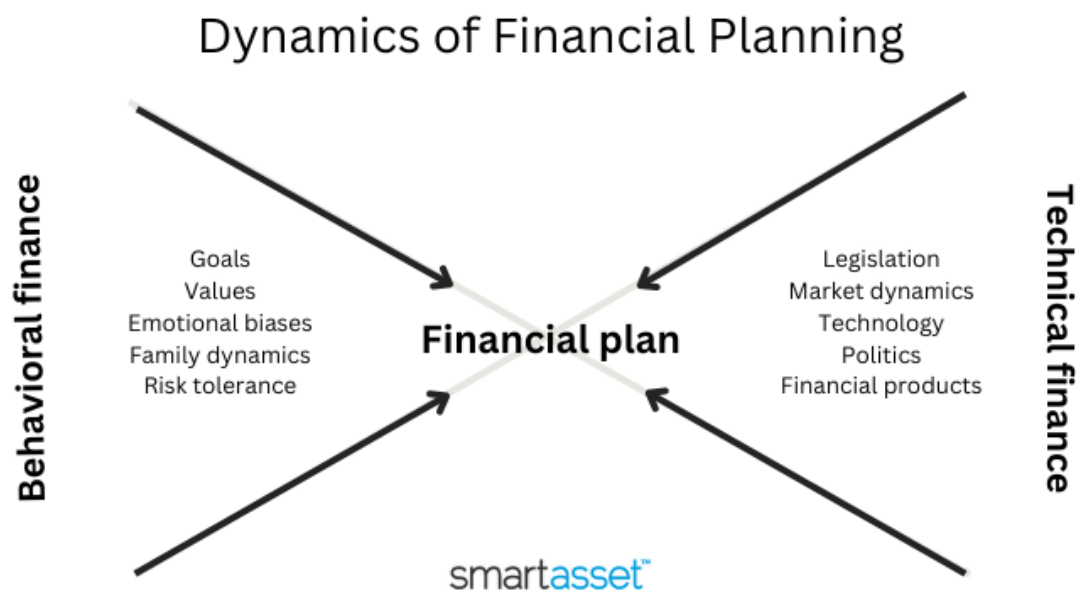 Dynamics of Financial Planning
Behavioral finance
Goals
Values
Emotional biases
Family dynamics
Risk tolerance
Financial plan
Legislation
Market dynamics
Technology
Politics
Financial products
Technical finance
smartasset™